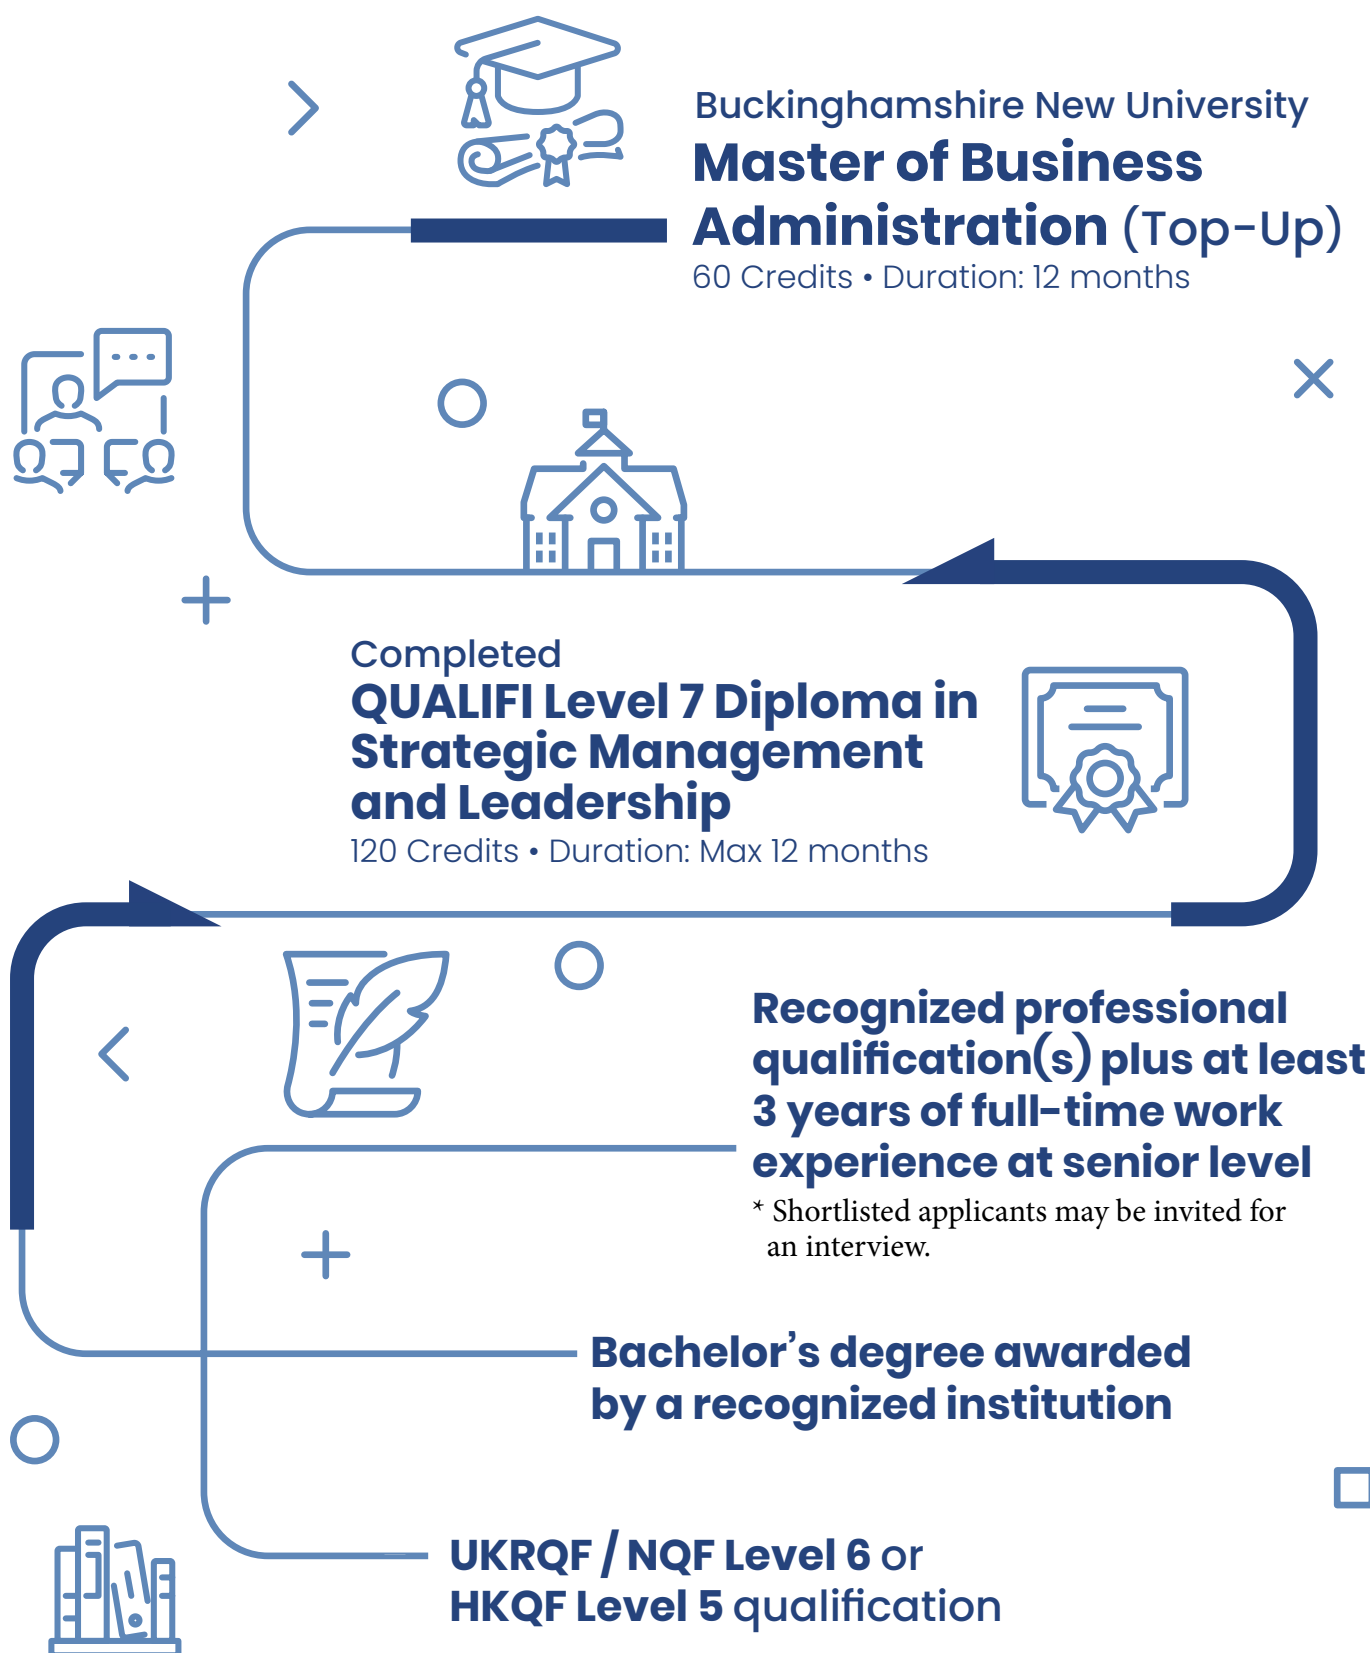 Buckinghamshire New University
Master of Business
Administration (Top-Up)
60 Credits • Duration: 12 months
Completed
QUALIFI Level 7 Diploma in
Strategic Management
and Leadership
120 Credits • Duration: Max 12 months
Recognized professional
qualification(s) plus at least
3 years of full-time work
experience at senior level
* Shortlisted applicants may be invited for
an interview.
Bachelor’s degree awarded
by a recognized institution
UKRQF / NQF Level 6 or
HKQF Level 5 qualification